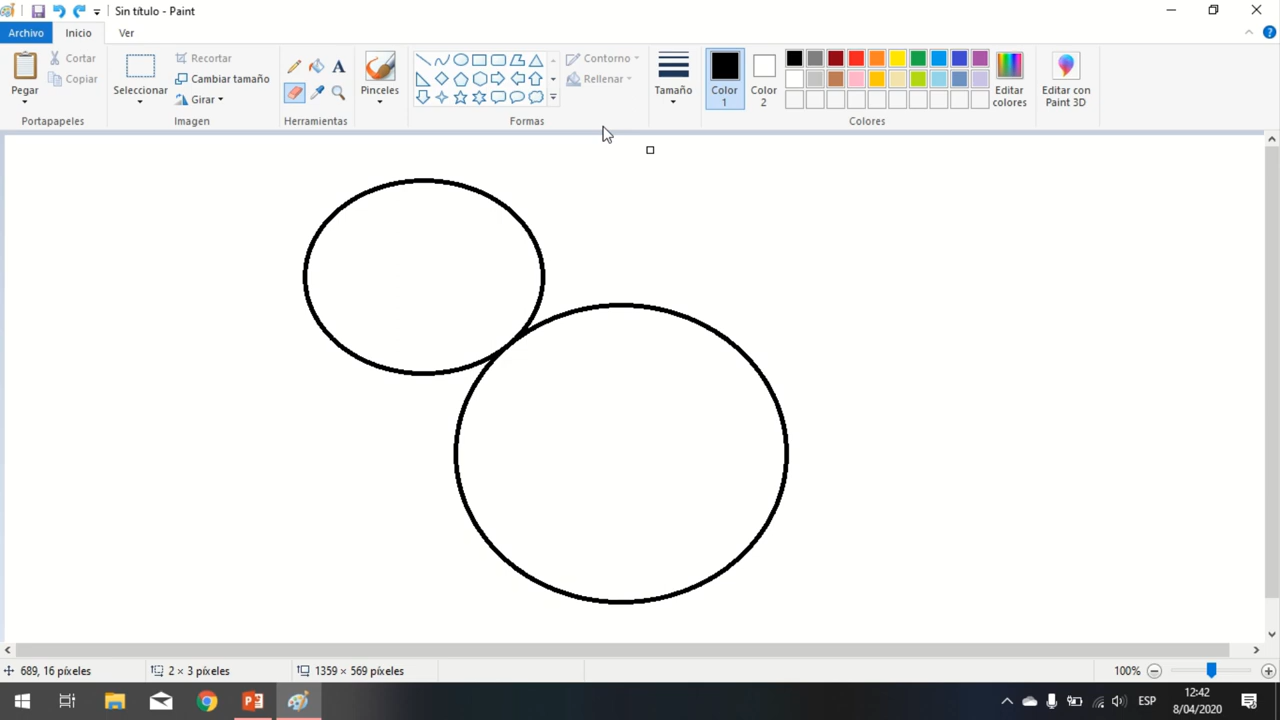 Sin título - Paint
Archivo Inicio Ver
Pegar
Cortar
Copiar
Portapapeles
Seleccionar
Recortar
Cambiar tamaño
Girar
Imagen
A
Herramientas
Pinceles
Contorno
Rellenar
Formas
Tamaño
Color
1
Color
2
Editar
colores
Colores
Editar con
Paint 3D
689, 16 píxeles
2 × 3 píxeles
1359 × 569 píxeles
100%
ESP
12:42
8/04/2020